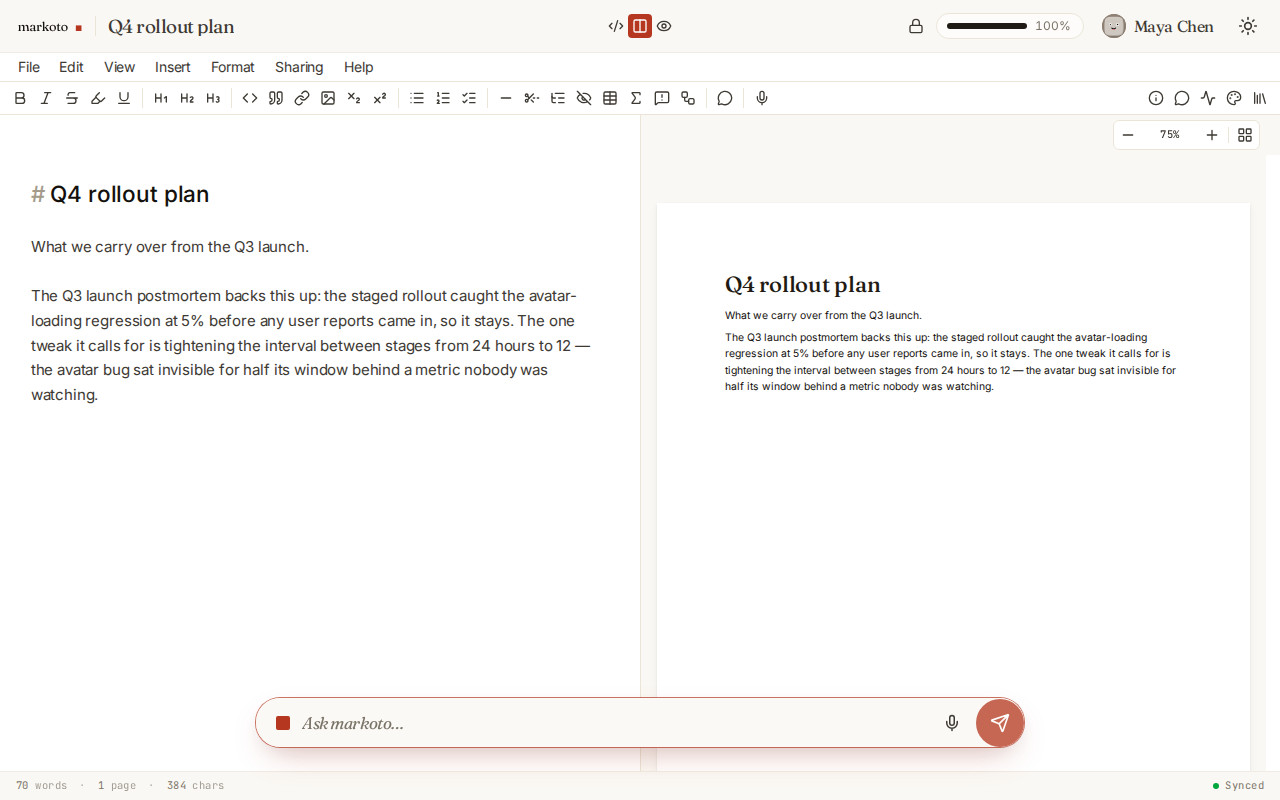 markoto
Q4 rollout plan
100%
Maya Chen
File Edit View Insert Format Sharing Help
H1 H2 H3
75%
# Q4 rollout plan
What we carry over from the Q3 launch.
The Q3 launch postmortem backs this up: the staged rollout caught the avatar-
loading regression at 5% before any user reports came in, so it stays. The one
tweak it calls for is tightening the interval between stages from 24 hours to 12 —
the avatar bug sat invisible for half its window behind a metric nobody was
watching.
Q4 rollout plan
What we carry over from the Q3 launch.
The Q3 launch postmortem backs this up: the staged rollout caught the avatar-loading
regression at 5% before any user reports came in, so it stays. The one tweak it calls for is
tightening the interval between stages from 24 hours to 12 — the avatar bug sat invisible for
half its window behind a metric nobody was watching.
Ask markoto...
70 words · 1 page · 384 chars
Synced